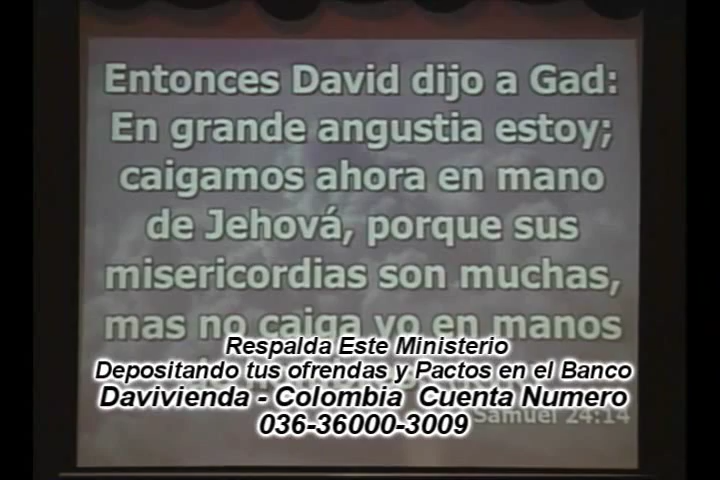 Entonces David dijo a Gad:
En grande angustia estoy;
caigamos ahora en mano
de Jehová, porque sus
misericordias son muchas,
mas no caiga yo en manos
Respalda Este Ministerio
Depositando tus ofrendas y Pactos en el Banco
Davivienda - Colombia Cuenta Numero
Samuel 24:14
036-36000-3009